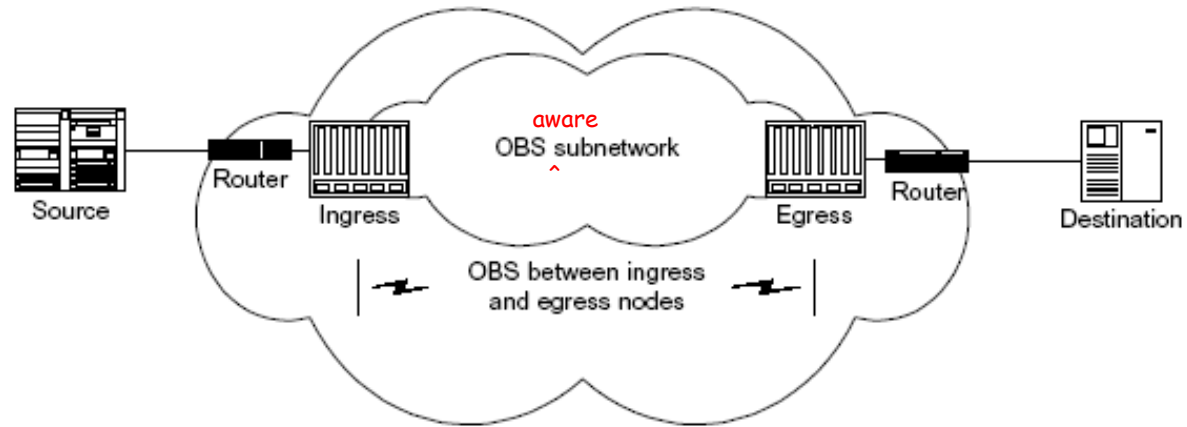 aware
OBS ^ subnetwork
Router
Router
Source
Ingress
Egress
Destination
OBS between ingress
and egress nodes